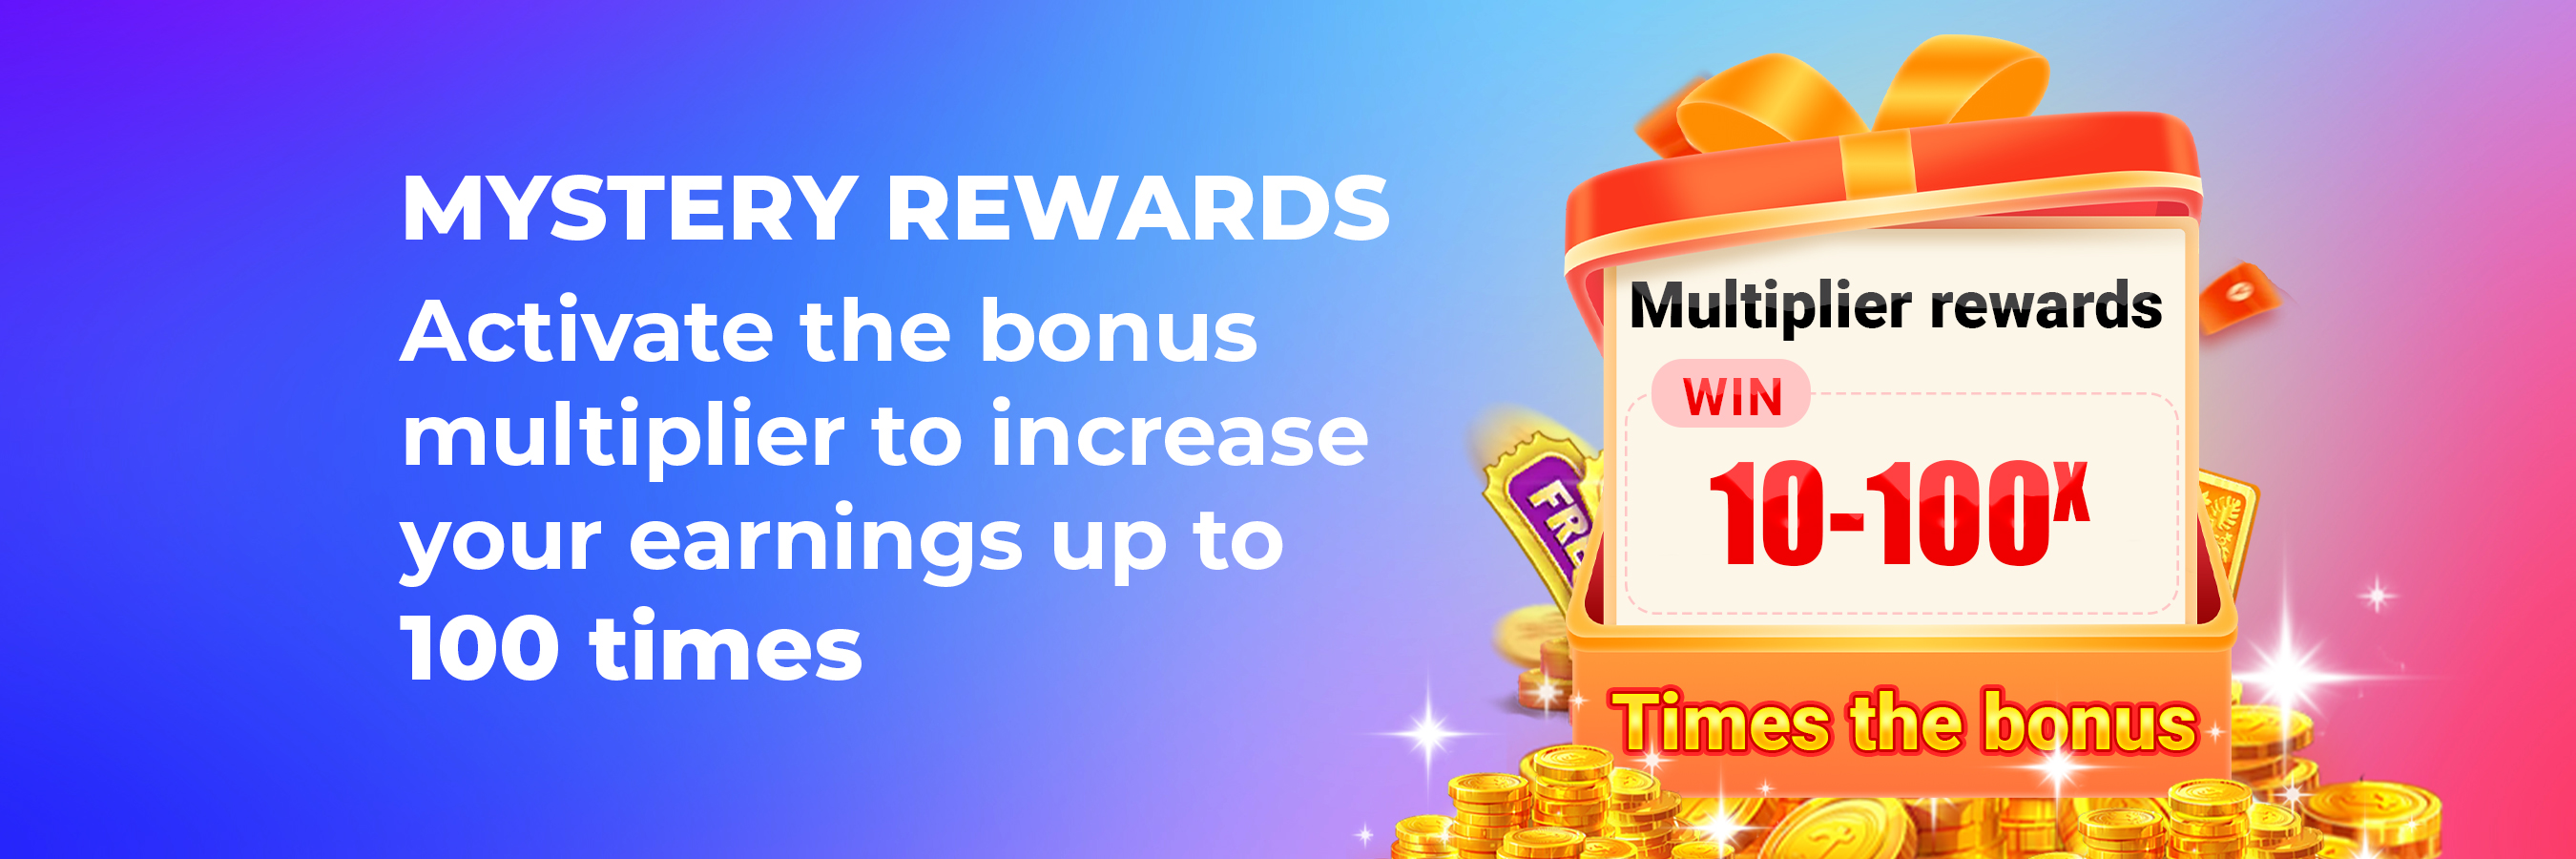 MYSTERY REWARDS
Activate the bonus
multiplier to increase
your earnings up to
100 times
Multiplier rewards
WIN
10-100x
Times the bonus